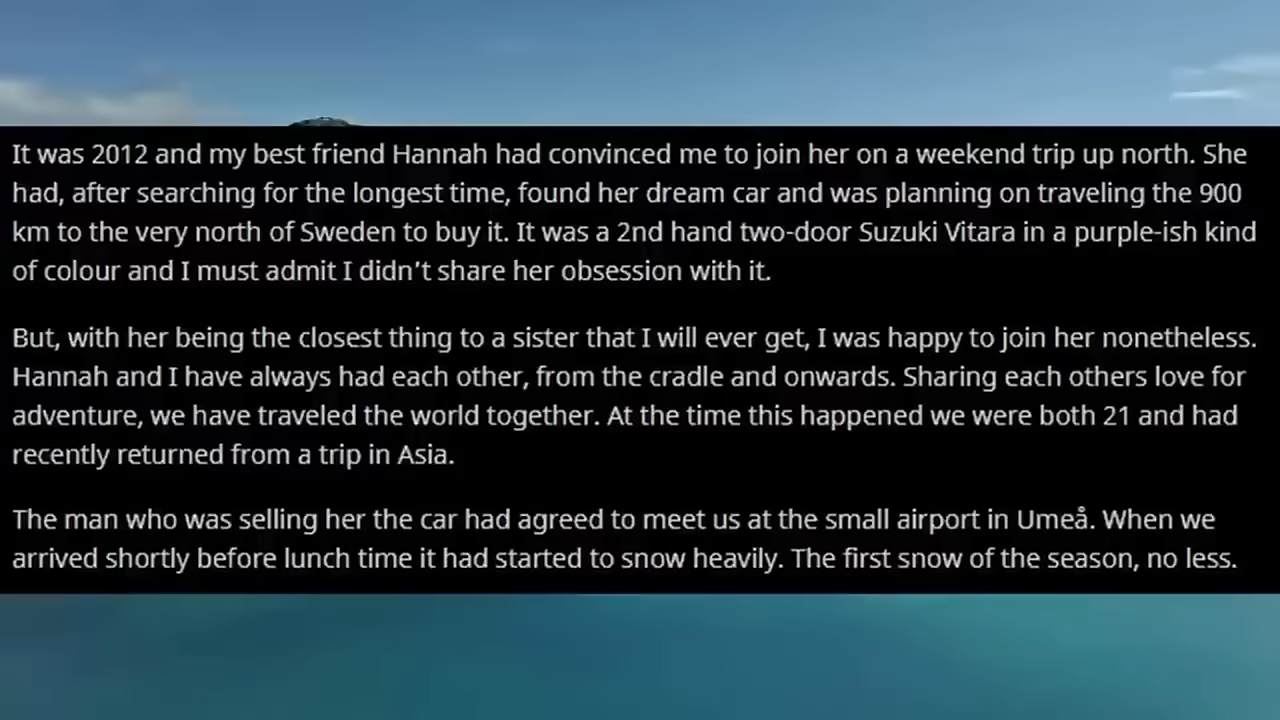 It was 2012 and my best friend Hannah had convinced me to join her on a weekend trip up north. She
had, after searching for the longest time, found her dream car and was planning on traveling the 900
km to the very north of Sweden to buy it. It was a 2nd hand two-door Suzuki Vitara in a purple-ish kind
of colour and I must admit I didn’t share her obsession with it.
But, with her being the closest thing to a sister that I will ever get, I was happy to join her nonetheless.
Hannah and I have always had each other, from the cradle and onwards. Sharing each others love for
adventure, we have traveled the world together. At the time this happened we were both 21 and had
recently returned from a trip in Asia.
The man who was selling her the car had agreed to meet us at the small airport in Umeå. When we
arrived shortly before lunch time it had started to snow heavily. The first snow of the season, no less.